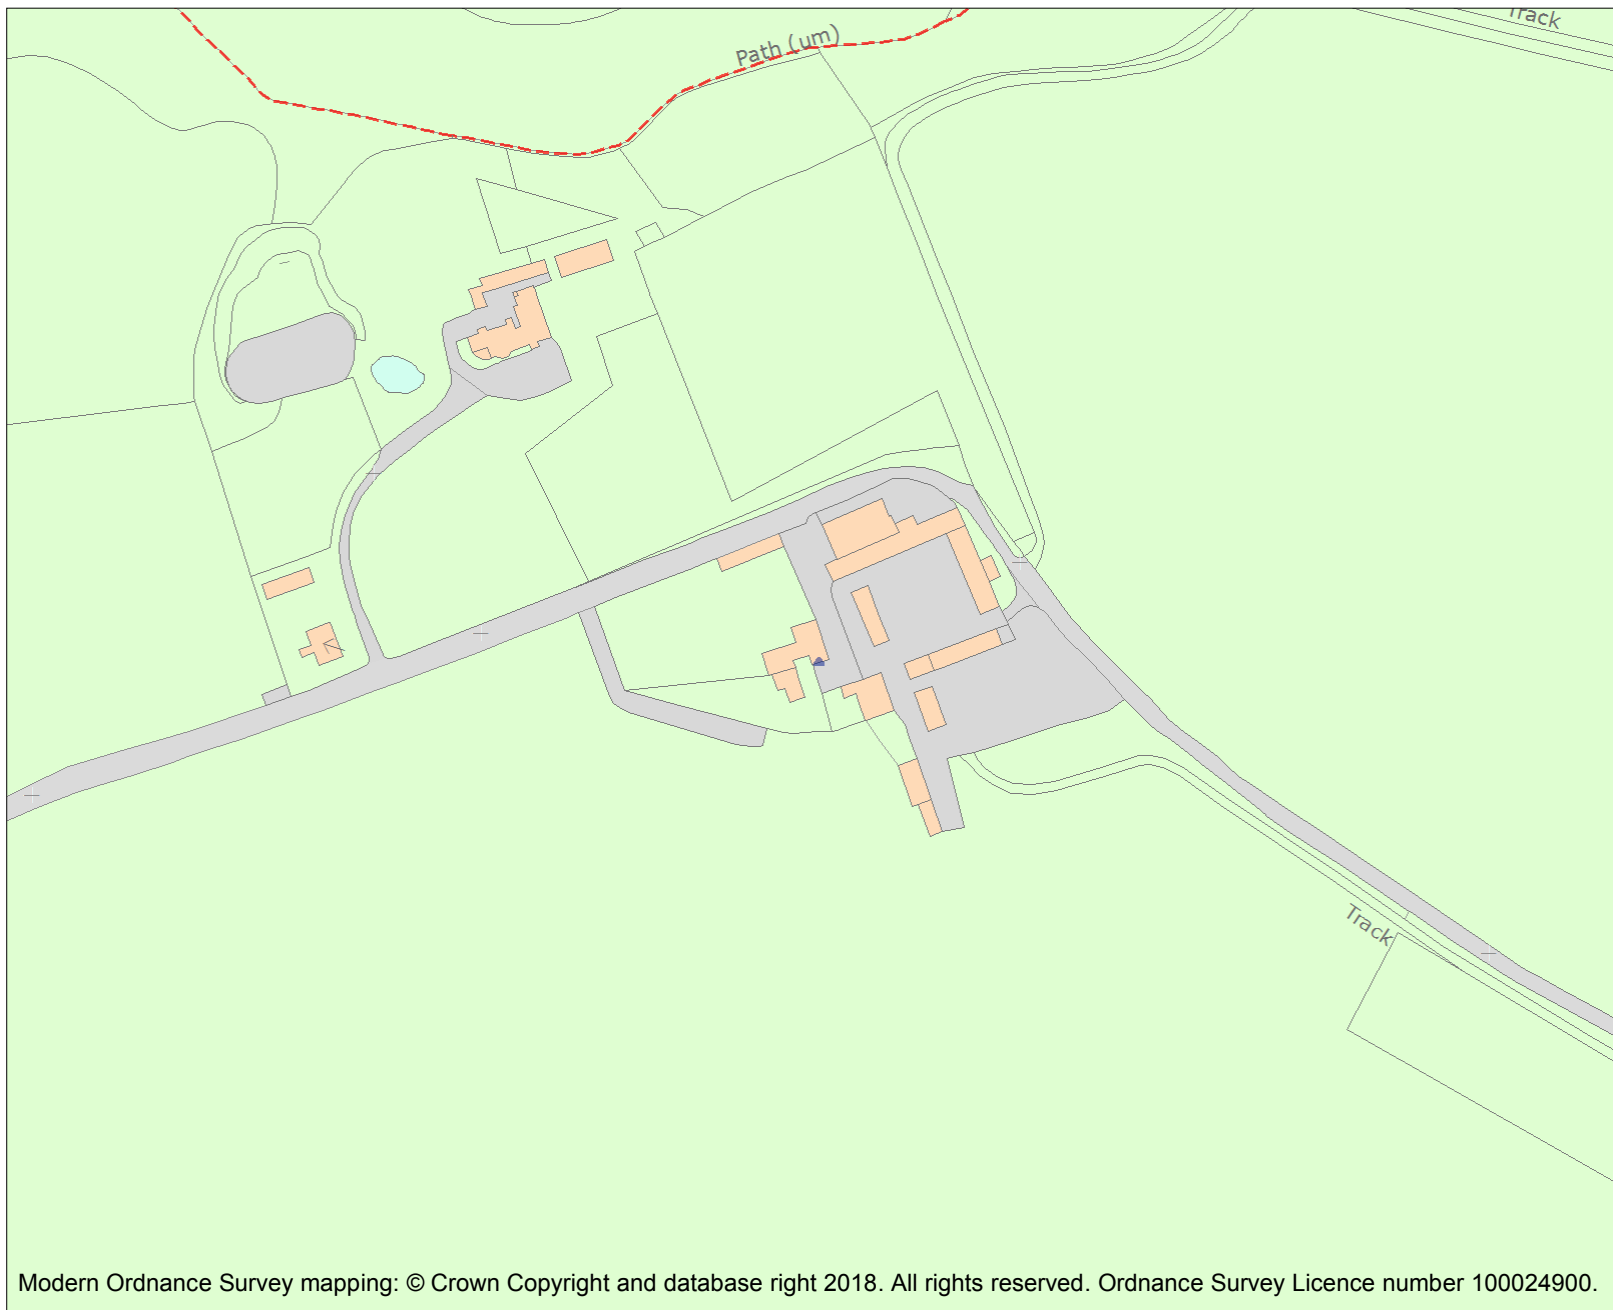 Track
Path (um)
Track
Modern Ordnance Survey mapping: © Crown Copyright and database right 2018. All rights reserved. Ordnance Survey Licence number 100024900.